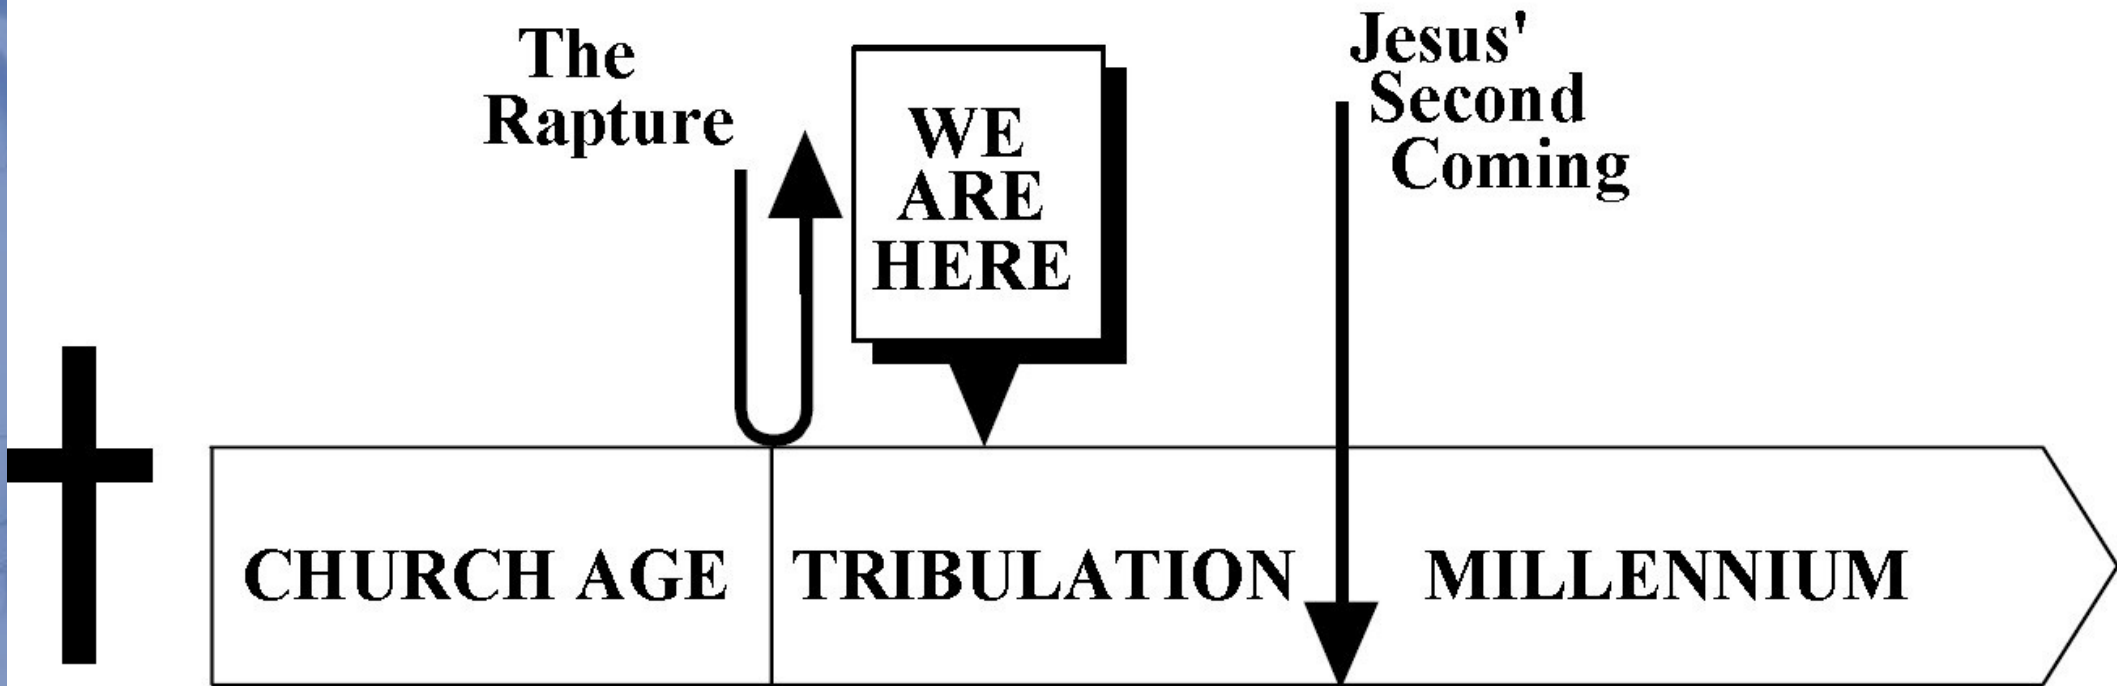 The
Rapture
WE
ARE
HERE
Jesus'
Second
Coming
CHURCH AGE
TRIBULATION
MILLENNIUM